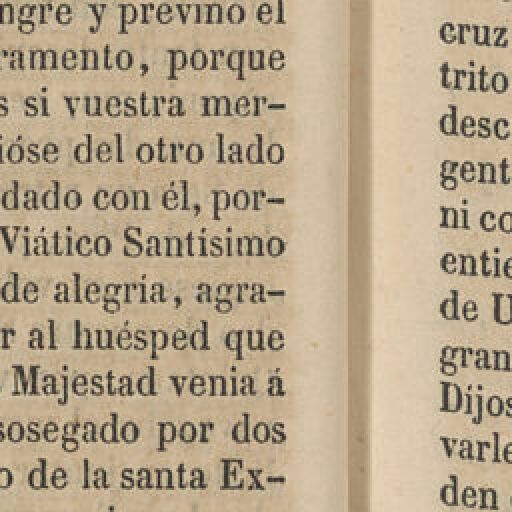 ngre y previno el
ramento, porque
s si vuestra mer-
ióse del otro lado
dado con él, por-
Viático Santísimo
de alegría, agra-
r al huésped que
Majestad venia á
sosegado por dos
o de la santa Ex-
cruz
trito
desc
gent
ni co
entie
de U
gran
Dijos
varle
den